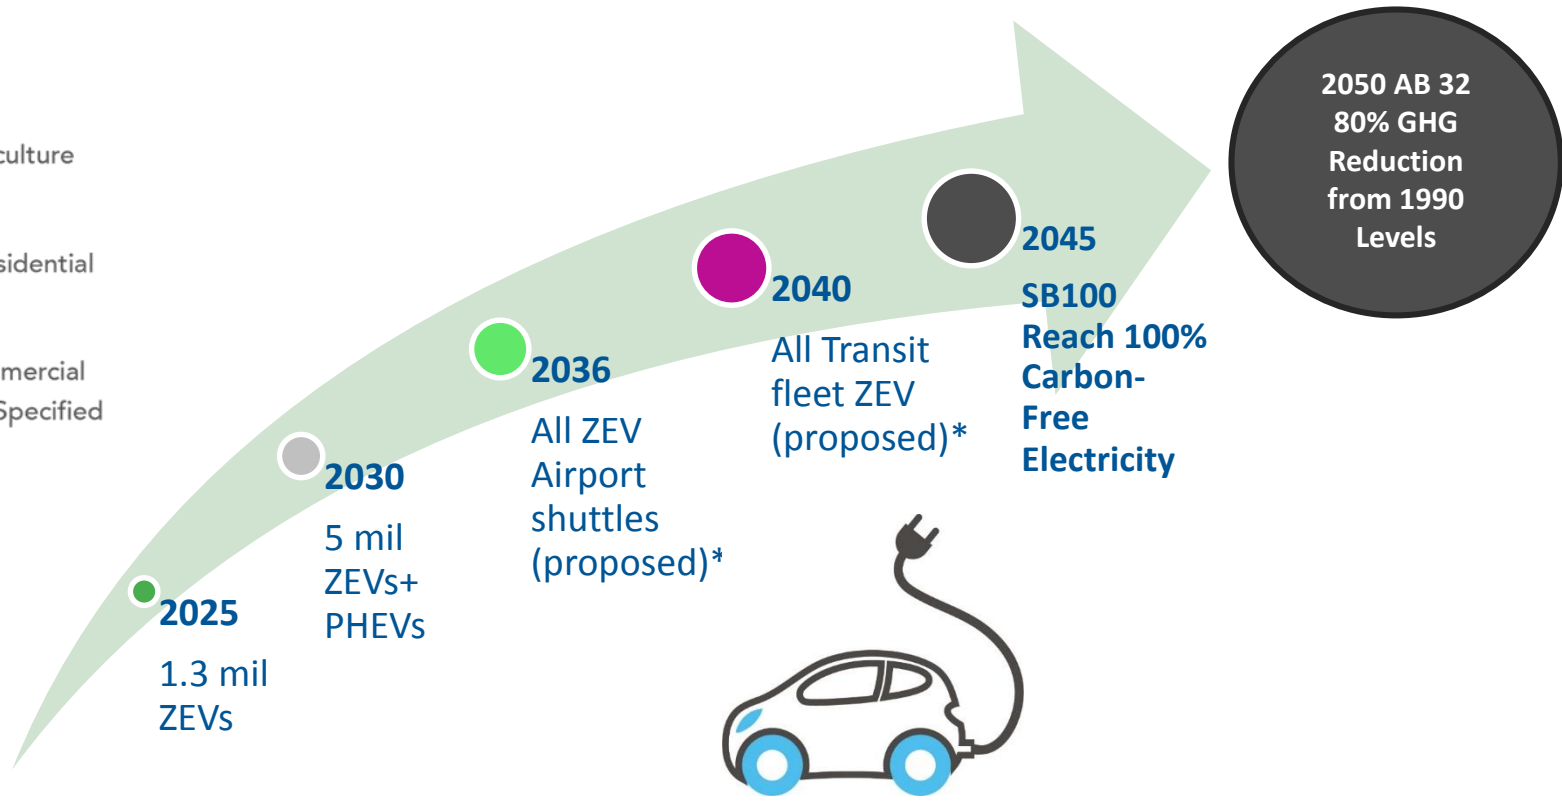 culture
sidential
mercial
Specified
2025
1.3 mil
ZEVs
2030
5 mil
ZEVs+
PHEVs
2036
All ZEV
Airport
shuttles
(proposed)*
2040
All Transit
fleet ZEV
(proposed)*
2045
SB100
Reach 100%
Carbon-
Free
Electricity
2050 AB 32
80% GHG
Reduction
from 1990
Levels